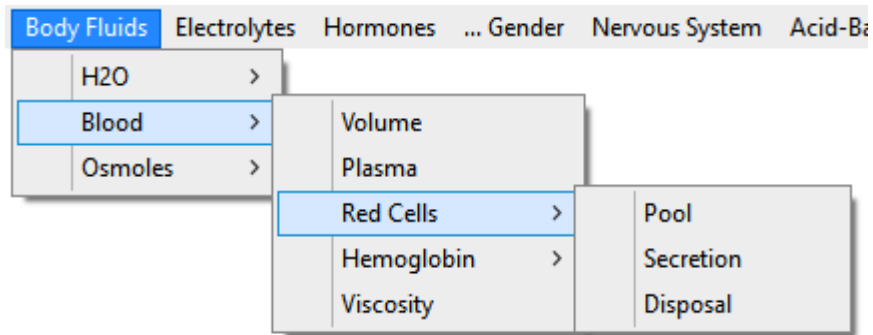 Body Fluids Electrolytes Hormones ... Gender Nervous System Acid-Ba
H2O >
Blood >
Osmoles >
Volume
Plasma
Red Cells >
Hemoglobin >
Viscosity
Pool
Secretion
Disposal